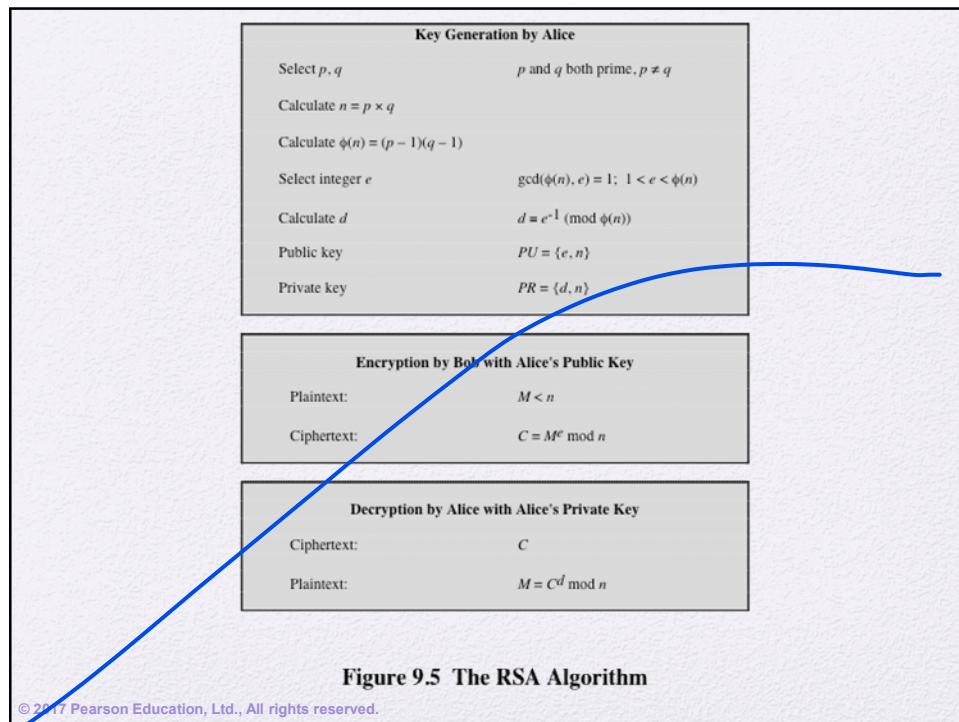 Key Generation by Alice
Select p, q p and q both prime, p ≠ q
Calculate n = p × q
Calculate ϕ(n) = (p – 1)(q – 1)
Select integer e gcd(ϕ(n), e) = 1; 1 < e < ϕ(n)
Calculate d d ≡ e⁻¹ (mod ϕ(n))
Public key PU = {e, n}
Private key PR = {d, n}
Encryption by Bob with Alice's Public Key
Plaintext: M < n
Ciphertext: C = Mᵉ mod n
Decryption by Alice with Alice's Private Key
Ciphertext: C
Plaintext: M = Cᵈ mod n
Figure 9.5 The RSA Algorithm
© 2017 Pearson Education, Ltd., All rights reserved.